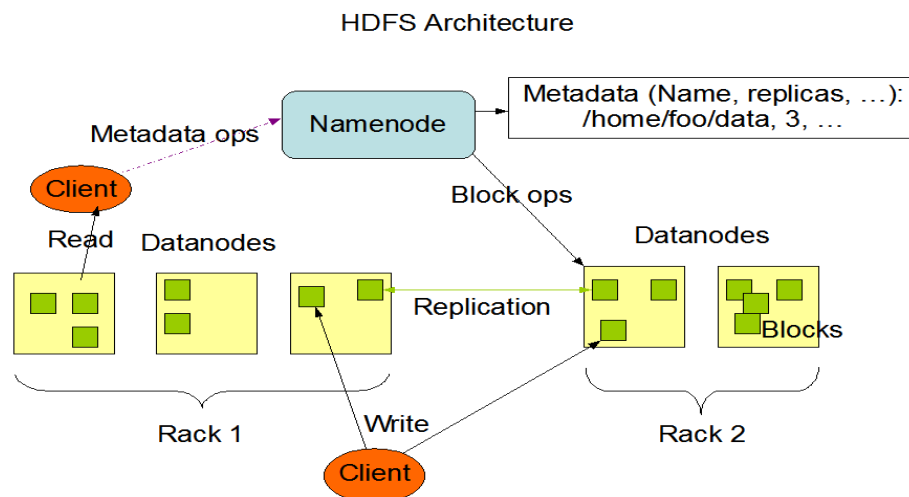 HDFS Architecture
Metadata (Name, replicas, ...):
/home/foo/data, 3, ...
Namenode
Metadata ops
Client
Block ops
Read
Datanodes
Datanodes
Replication
Blocks
Rack 1
Write
Rack 2
Client